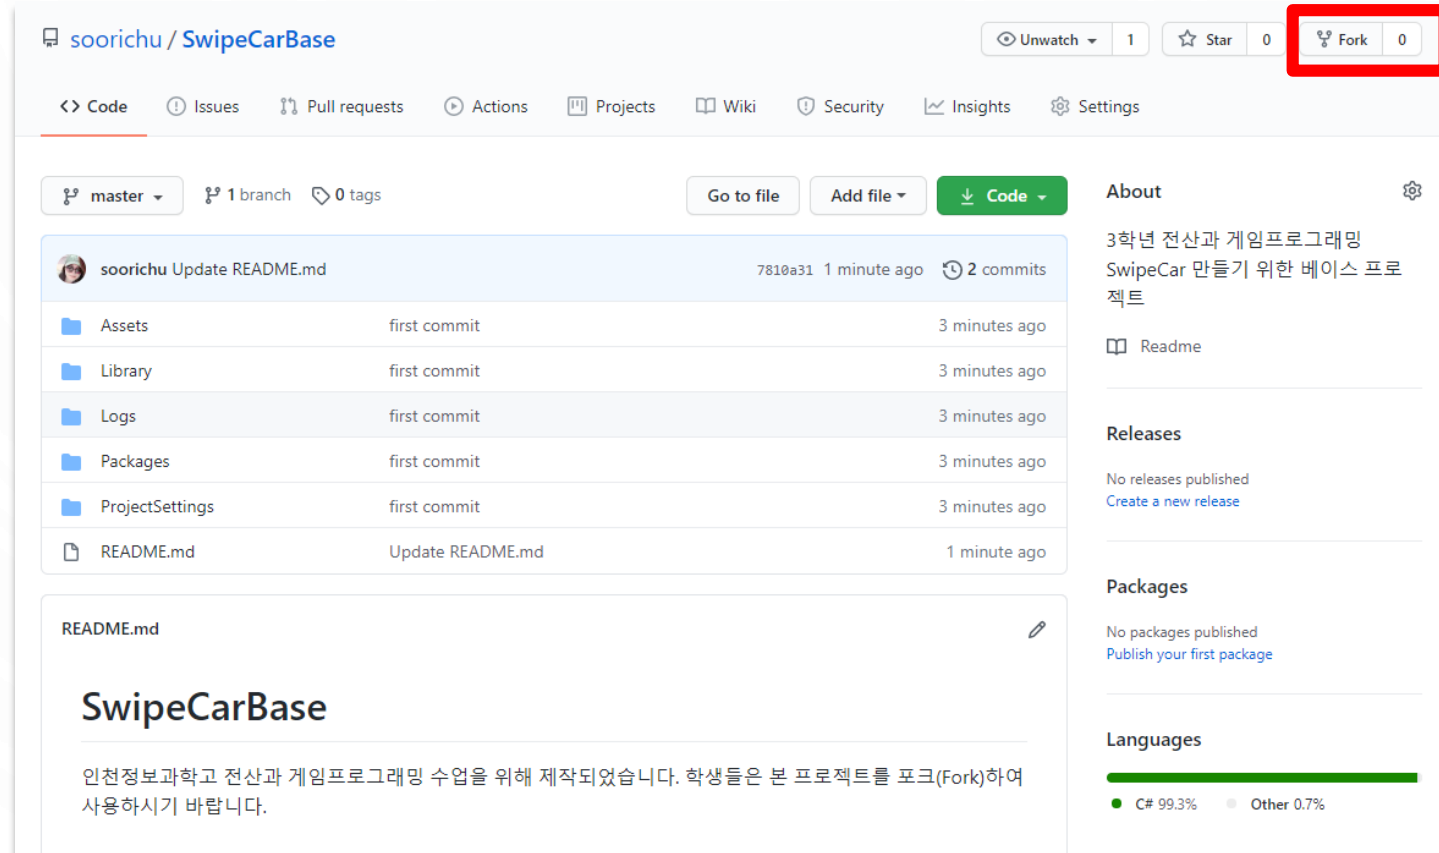 soorichu / SwipeCarBase
Unwatch 1 Star 0 Fork 0
Code Issues Pull requests Actions Projects Wiki Security Insights Settings
master 1 branch 0 tags Go to file Add file Code
soorichu Update README.md 7810a31 1 minute ago 2 commits
Assets first commit 3 minutes ago
Library first commit 3 minutes ago
Logs first commit 3 minutes ago
Packages first commit 3 minutes ago
ProjectSettings first commit 3 minutes ago
README.md Update README.md 1 minute ago
README.md
SwipeCarBase
인천정보과학고 전산과 게임프로그래밍 수업을 위해 제작되었습니다. 학생들은 본 프로젝트를 포크(Fork)하여
사용하시기 바랍니다.
About
3학년 전산과 게임프로그래밍
SwipeCar 만들기 위한 베이스 프로
젝트
Readme
Releases
No releases published
Create a new release
Packages
No packages published
Publish your first package
Languages
C# 99.3% Other 0.7%